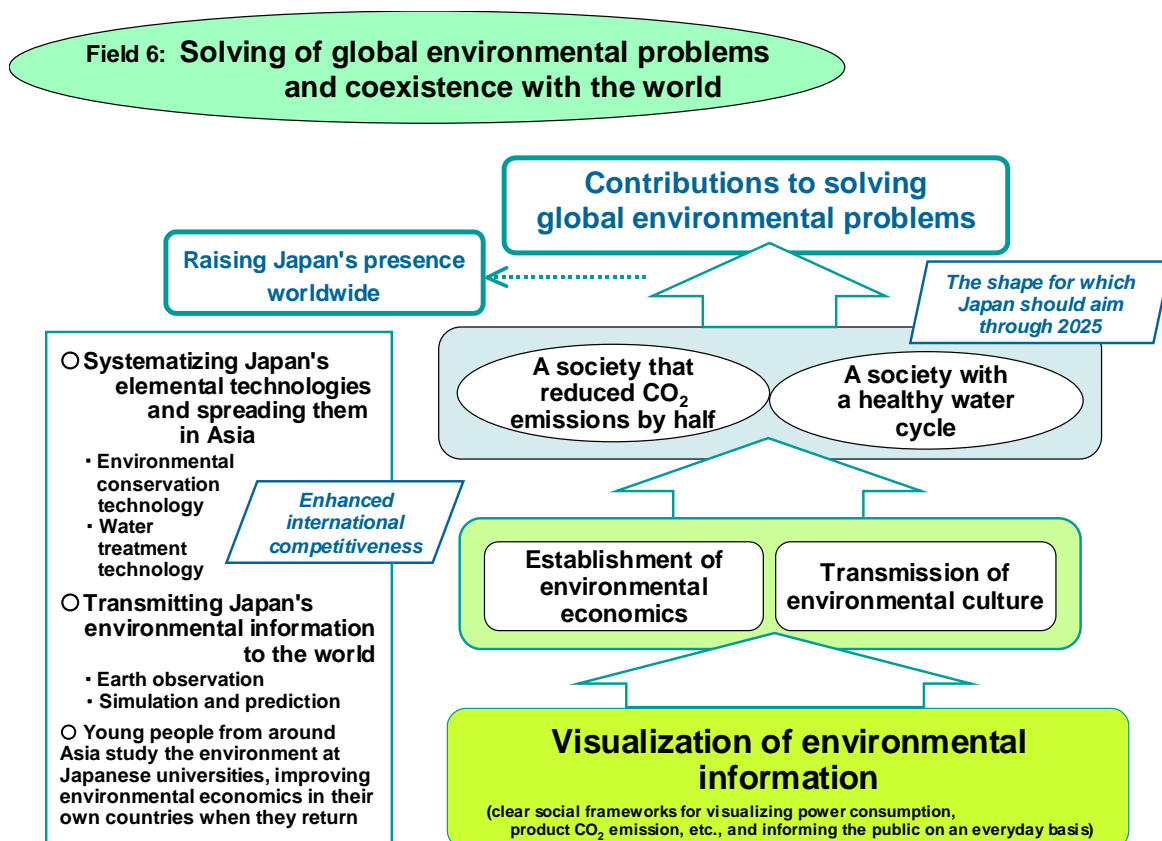 Field 6: Solving of global environmental problems
and coexistence with the world
Contributions to solving
global environmental problems
Raising Japan's presence
worldwide
The shape for which
Japan should aim
through 2025
A society that
reduced CO₂
emissions by half
A society with
a healthy water
cycle
○ Systematizing Japan's
elemental technologies
and spreading them
in Asia
・Environmental
conservation
technology
・Water
treatment
technology
Enhanced
international
competitiveness
○ Transmitting Japan's
environmental information
to the world
・Earth observation
・Simulation and prediction
○ Young people from around
Asia study the environment at
Japanese universities, improving
environmental economics in their
own countries when they return
Establishment of
environmental
economics
Transmission of
environmental culture
Visualization of environmental
information
(clear social frameworks for visualizing power consumption,
product CO₂ emission, etc., and informing the public on an everyday basis)